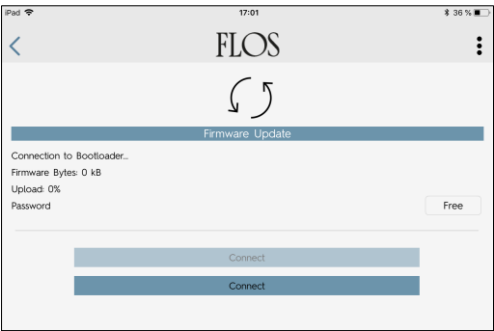 iPad 17:01 36 %
FLOS
Firmware Update
Connection to Bootloader...
Firmware Bytes: 0 kB
Upload: 0%
Password Free
Connect
Connect